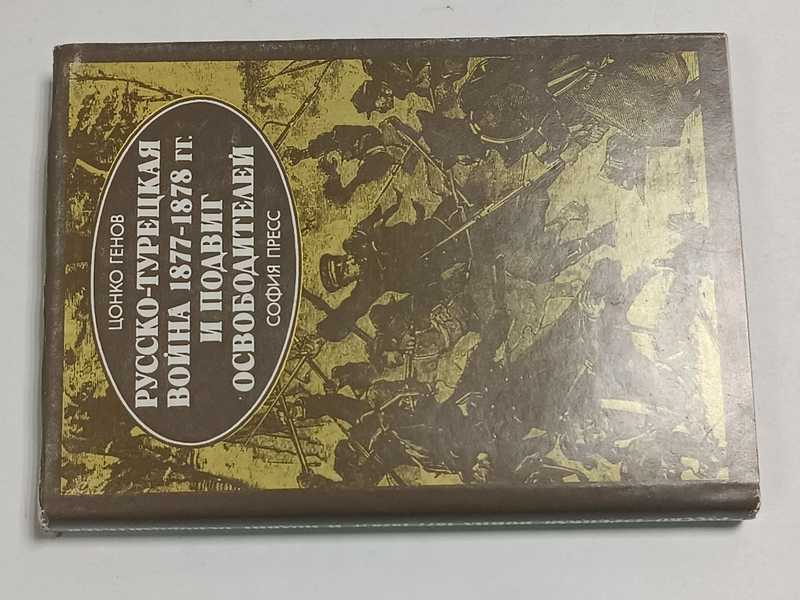 ЦОНКО ГЕНОВ
РУССКО-ТУРЕЦКАЯ
ВОЙНА 1877-1878 ГГ.
И ПОДВИГ
ОСВОБОДИТЕЛЕЙ
СОФИЯ ПРЕСС